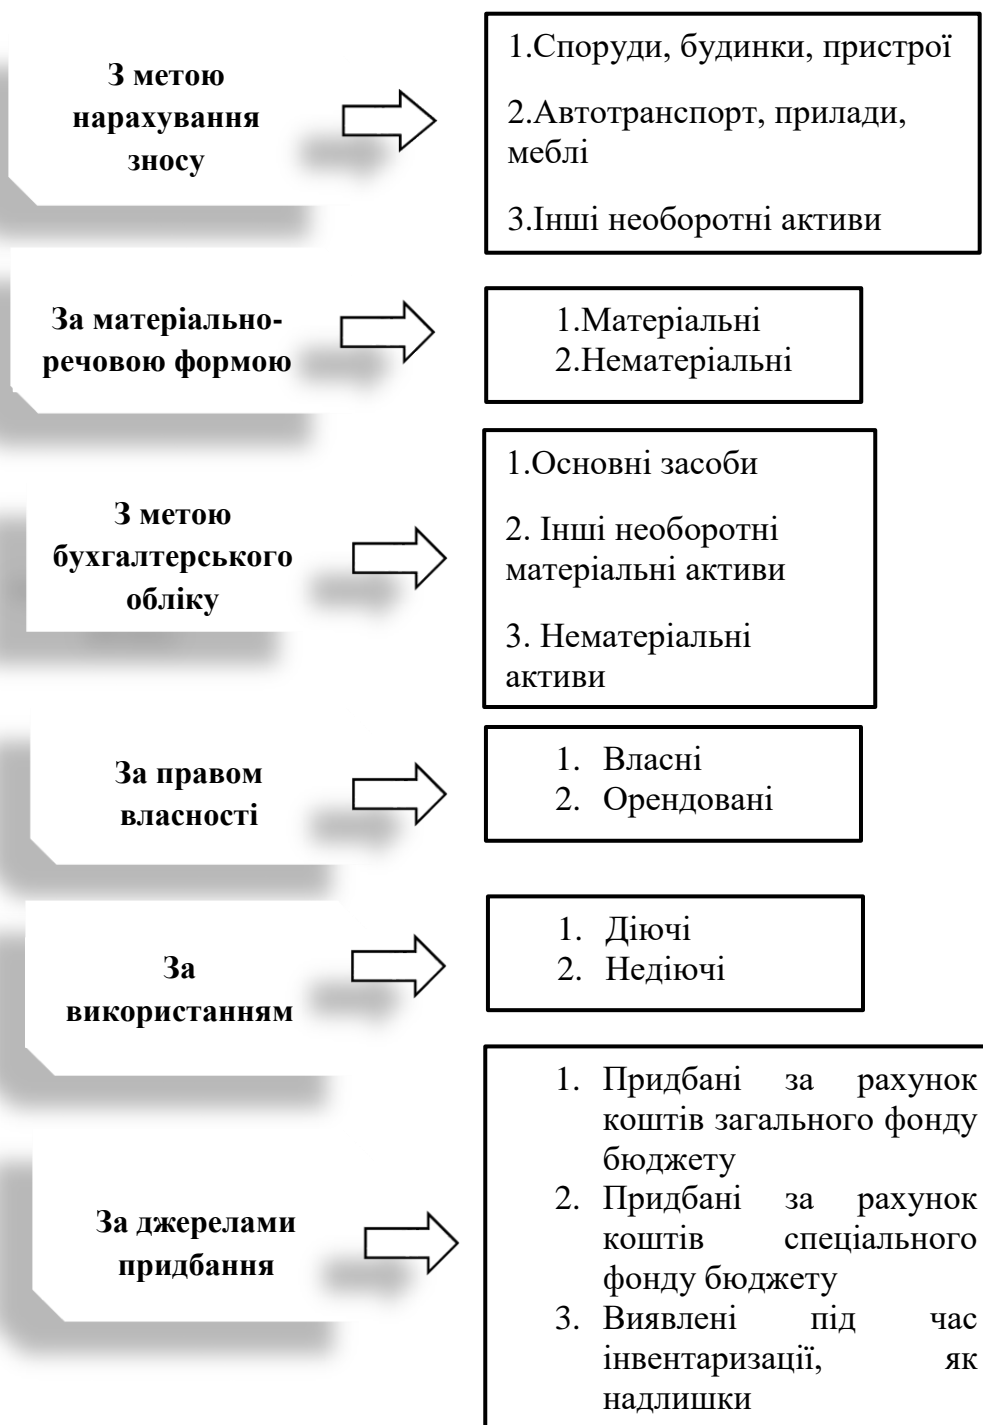 З метою
нарахування
зносу
1.Споруди, будинки, пристрої
2.Автотранспорт, прилади,
меблі
3.Інші необоротні активи
За матеріально-
речовою формою
1.Матеріальні
2.Нематеріальні
З метою
бухгалтерського
обліку
1.Основні засоби
2. Інші необоротні
матеріальні активи
3. Нематеріальні
активи
За правом
власності
1. Власні
2. Орендовані
За
використанням
1. Діючі
2. Недіючі
За джерелами
придбання
1. Придбані за рахунок
коштів загального фонду
бюджету
2. Придбані за рахунок
коштів спеціального
фонду бюджету
3. Виявлені під час
інвентаризації, як
надлишки